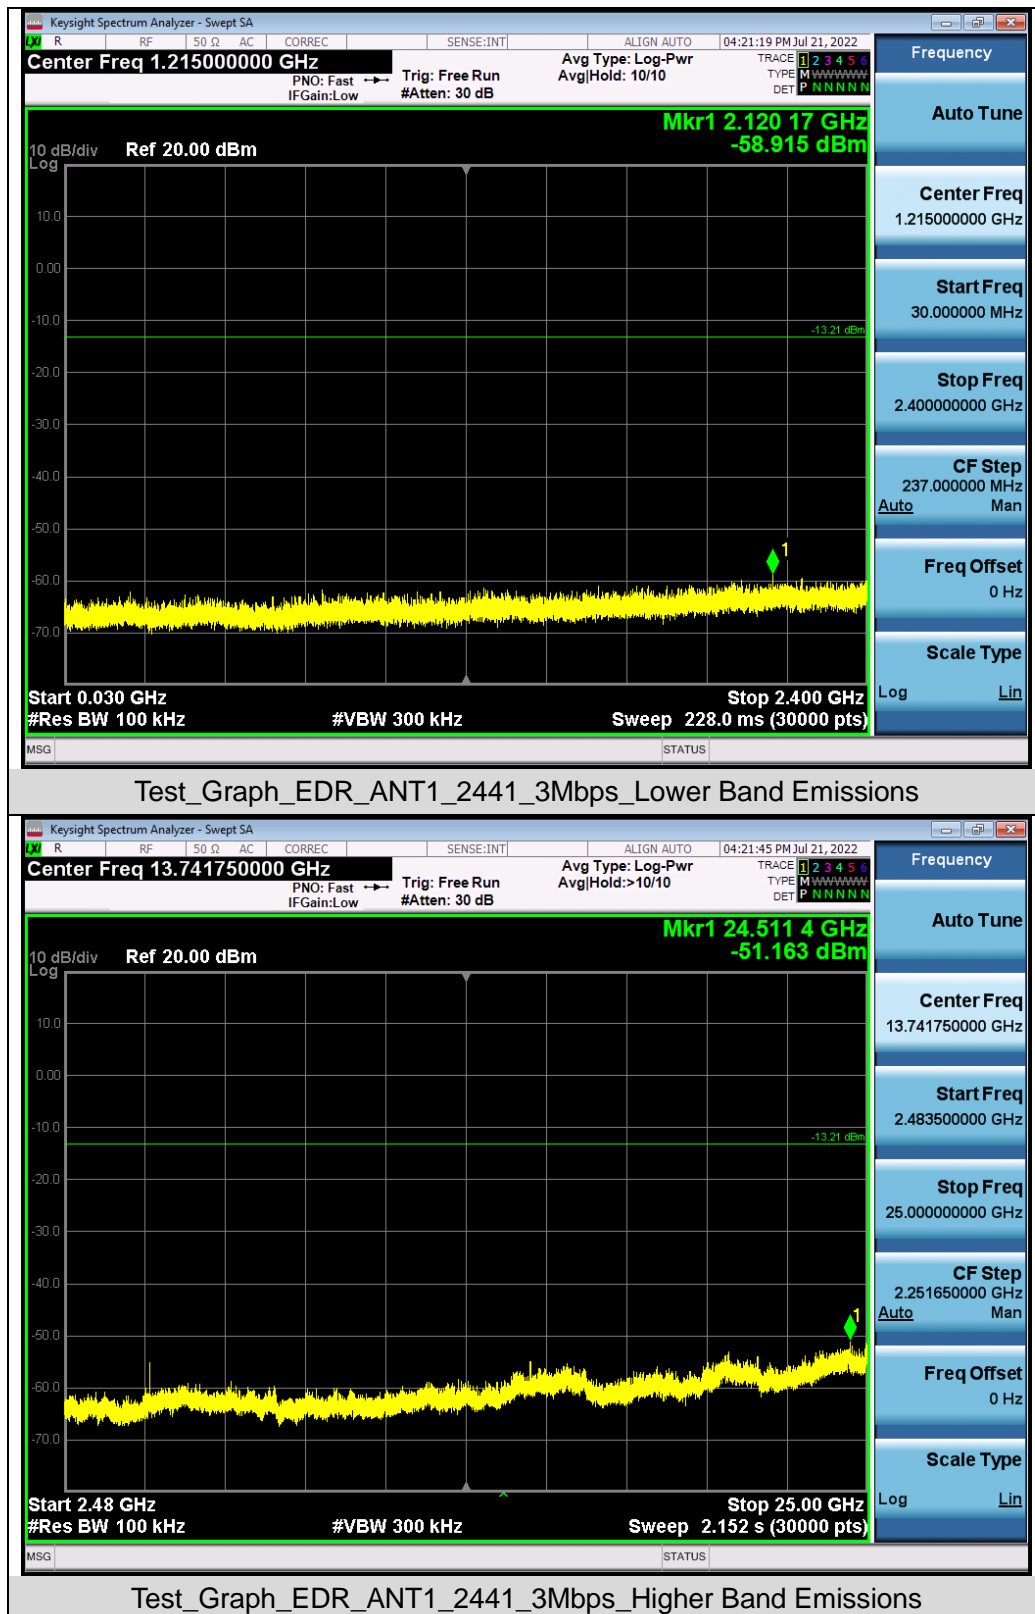 Keysight Spectrum Analyzer - Swept SA
LXI R RF 50 Ω AC CORREC SENSE:INT ALIGN AUTO 04:21:19 PM Jul 21, 2022
Center Freq 1.215000000 GHz
PNO: Fast
IFGain:Low
Trig: Free Run
#Atten: 30 dB
Avg Type: Log-Pwr
Avg|Hold: 10/10
TRACE 1 2 3 4 5 6
TYPE M WWWWW
DET P N N N N N
Mkr1 2.120 17 GHz
-58.915 dBm
10 dB/div Ref 20.00 dBm
Log
10.0
0.00
-10.0
-13.21 dBm
-20.0
-30.0
-40.0
-50.0
1
-60.0
-70.0
Start 0.030 GHz Stop 2.400 GHz
#Res BW 100 kHz #VBW 300 kHz Sweep 228.0 ms (30000 pts)
MSG STATUS
Frequency
Auto Tune
Center Freq
1.215000000 GHz
Start Freq
30.000000 MHz
Stop Freq
2.400000000 GHz
CF Step
237.000000 MHz
Auto Man
Freq Offset
0 Hz
Scale Type
Log Lin
Test_Graph_EDR_ANT1_2441_3Mbps_Lower Band Emissions
Keysight Spectrum Analyzer - Swept SA
LXI R RF 50 Ω AC CORREC SENSE:INT ALIGN AUTO 04:21:45 PM Jul 21, 2022
Center Freq 13.741750000 GHz
PNO: Fast
IFGain:Low
Trig: Free Run
#Atten: 30 dB
Avg Type: Log-Pwr
Avg|Hold:>10/10
TRACE 1 2 3 4 5 6
TYPE M WWWWW
DET P N N N N N
Mkr1 24.511 4 GHz
-51.163 dBm
10 dB/div Ref 20.00 dBm
Log
10.0
0.00
-10.0
-13.21 dBm
-20.0
-30.0
-40.0
1
-50.0
-60.0
-70.0
Start 2.48 GHz Stop 25.00 GHz
#Res BW 100 kHz #VBW 300 kHz Sweep 2.152 s (30000 pts)
MSG STATUS
Frequency
Auto Tune
Center Freq
13.741750000 GHz
Start Freq
2.483500000 GHz
Stop Freq
25.000000000 GHz
CF Step
2.251650000 GHz
Auto Man
Freq Offset
0 Hz
Scale Type
Log Lin
Test_Graph_EDR_ANT1_2441_3Mbps_Higher Band Emissions